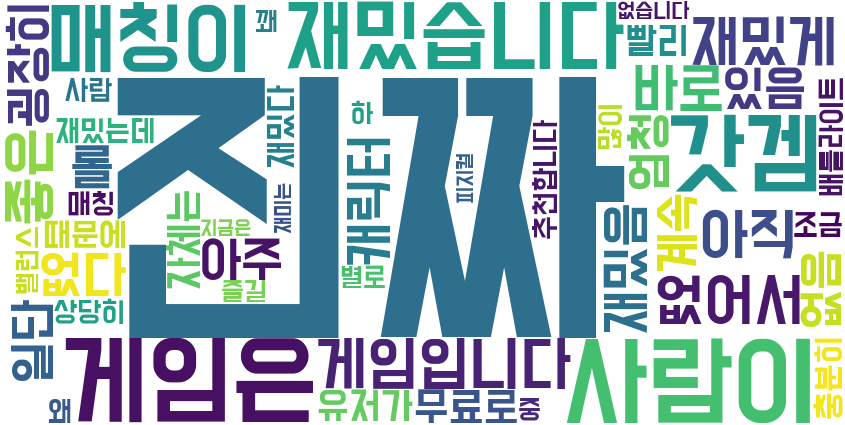 굉장히
매칭이
꽤
재밌습니다
없습니다
빨리
재밌게
사람
재밌다
하
바로
있음
배틀라이트
재밌는데
진짜
많이
좋은
롤
캐릭터
피지컬
추천합니다
엄청
갓겜
매칭
재미는
자체는
지금은
밸런스
때문에
없다
아주
즐길
별로
재밌음
계속
아직
조금
없어서
없음
일단
상당히
게임은
게임입니다
사람이
충분히
왜
유저가
무료로
중